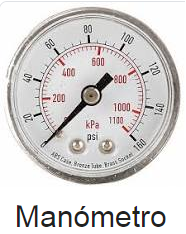 20 40 60 80 100 120 140 160
200 400 600 800 1000 1100
kPa
psi
ABS Case, Bronze Tube, Brass Socket
Manómetro